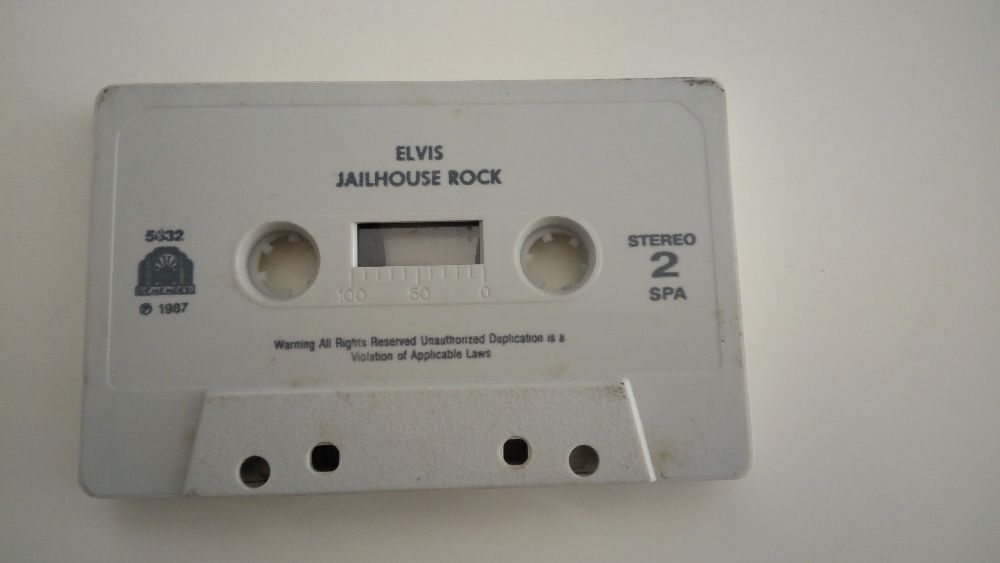 ELVIS
JAILHOUSE ROCK
5632
℗ 1987
STEREO
2
SPA
100 50 0
Warning All Rights Reserved Unauthorized Duplication is a
Violation of Applicable Laws